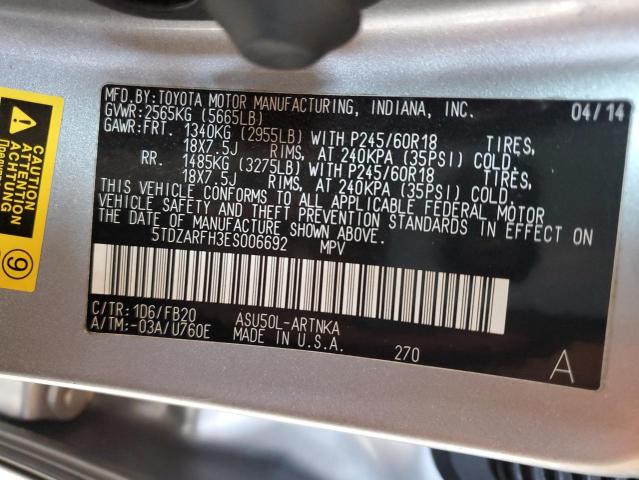 MFD.BY:TOYOTA MOTOR MANUFACTURING, INDIANA, INC. 04/14
GVWR:2565KG (5665LB)
GAWR:FRT. 1340KG (2955LB) WITH P245/60R18 TIRES,
18X7.5J RIMS, AT 240KPA (35PSI) COLD.
RR. 1485KG (3275LB) WITH P245/60R18 TIRES,
18X7.5J RIMS, AT 240KPA (35PSI) COLD.
THIS VEHICLE CONFORMS TO ALL APPLICABLE FEDERAL MOTOR
VEHICLE SAFETY AND THEFT PREVENTION STANDARDS IN EFFECT ON
THE DATE OF MANUFACTURE SHOWN ABOVE.
5TDZARFH3ES006692 MPV
C/TR:1D6/FB20 ASU50L-ARTNKA
A/TM:-03A/U760E MADE IN U.S.A. 270 A
CAUTION
ATTENTION
9